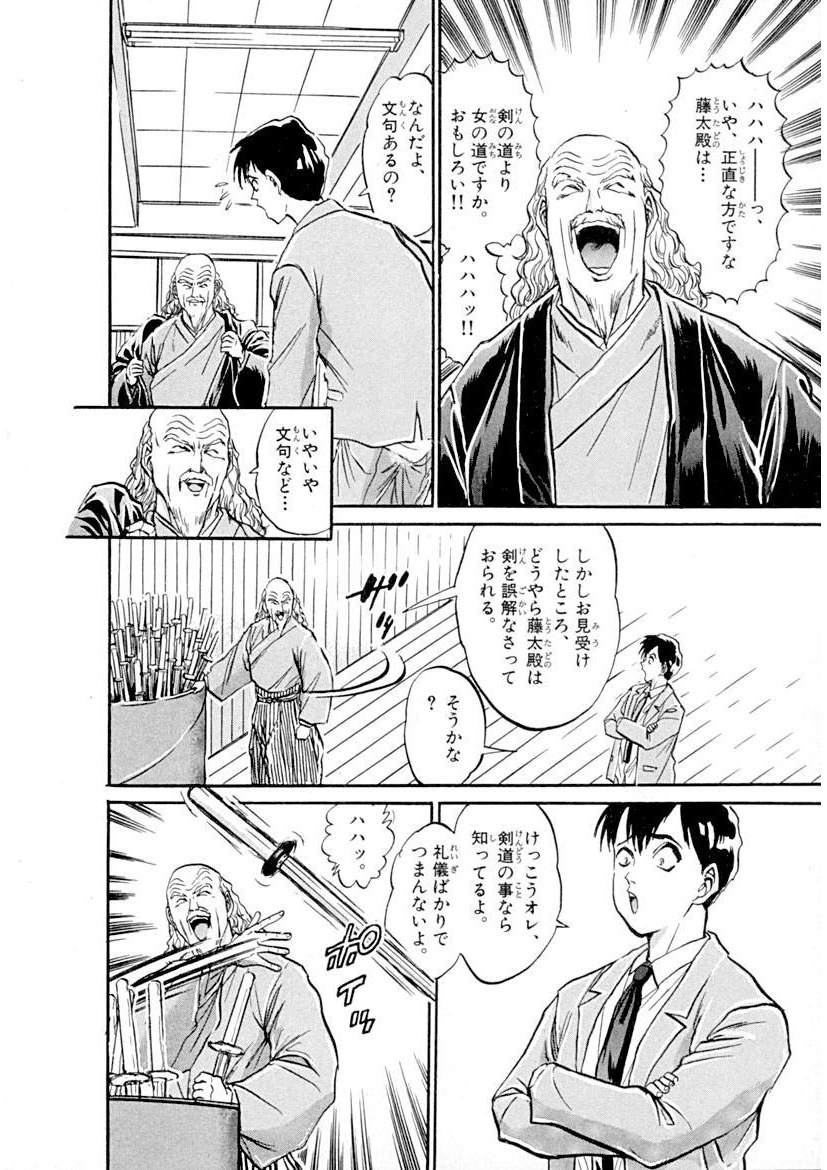 ハハハ――っ、
いや、正直な方ですな
藤太殿は…
剣の道より
女の道ですか。
おもしろい!!
ハハハッ!!
なんだよ、
文句あるの?
いやいや
文句など…
しかしお見受け
したところ、
どうやら藤太殿は
剣を誤解なさって
おられる。
そうかな
?
けっこうオレ、
剣道の事なら
知ってるよ。
礼儀ばかりで
つまんないよ。
ハハッ。
ポイッ